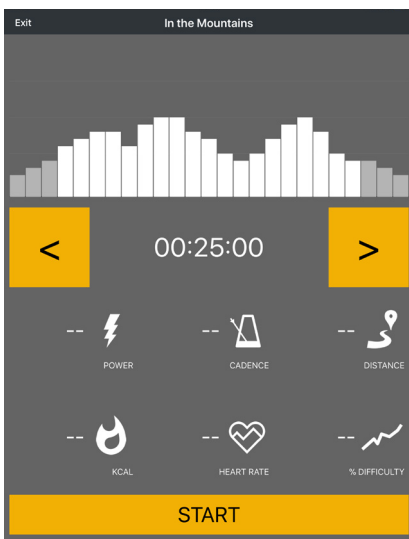 Exit In the Mountains
< 00:25:00 >
-- -- --
POWER CADENCE DISTANCE
-- -- --
KCAL HEART RATE % DIFFICULTY
START